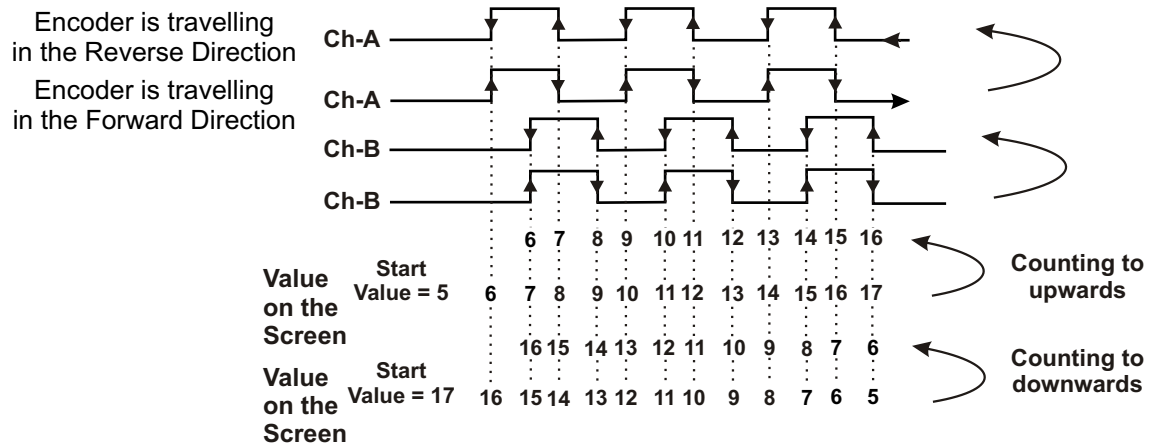 Encoder is travelling
in the Reverse Direction
Ch-A
Encoder is travelling
in the Forward Direction
Ch-A
Ch-B
Ch-B
6 7 8 9 10 11 12 13 14 15 16
Value
on the
Screen
Start
Value = 5
6 7 8 9 10 11 12 13 14 15 16 17
Counting to
upwards
16 15 14 13 12 11 10 9 8 7 6
Value
on the
Screen
Start
Value = 17
16 15 14 13 12 11 10 9 8 7 6 5
Counting to
downwards